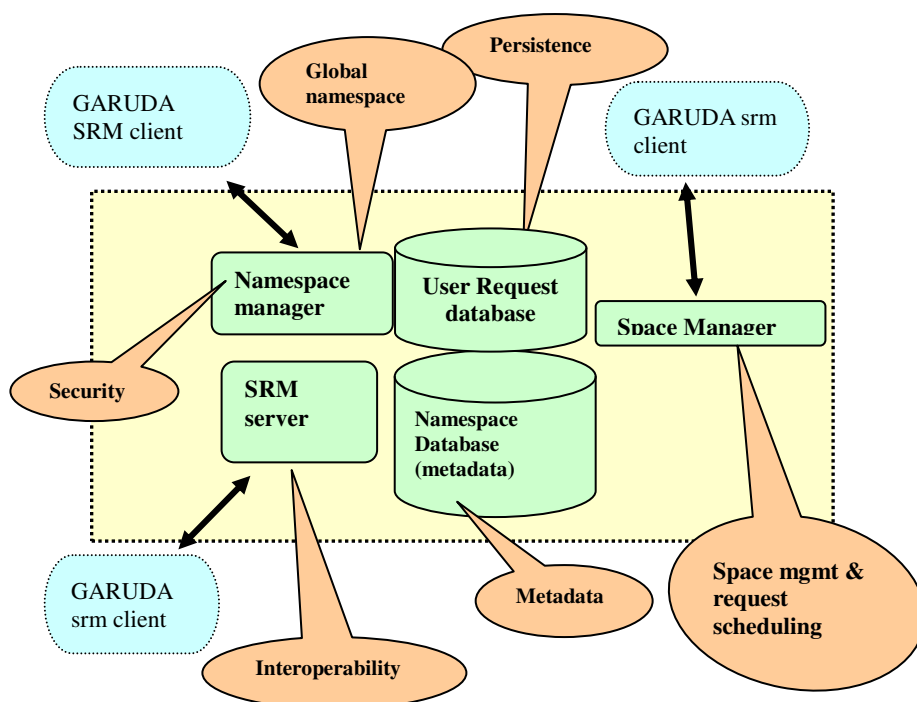 Persistence
Global
namespace
GARUDA
SRM client
GARUDA srm
client
Namespace
manager
User Request
database
Space Manager
Security
SRM
server
Namespace
Database
(metadata)
GARUDA
srm client
Metadata
Space mgmt &
request
scheduling
Interoperability